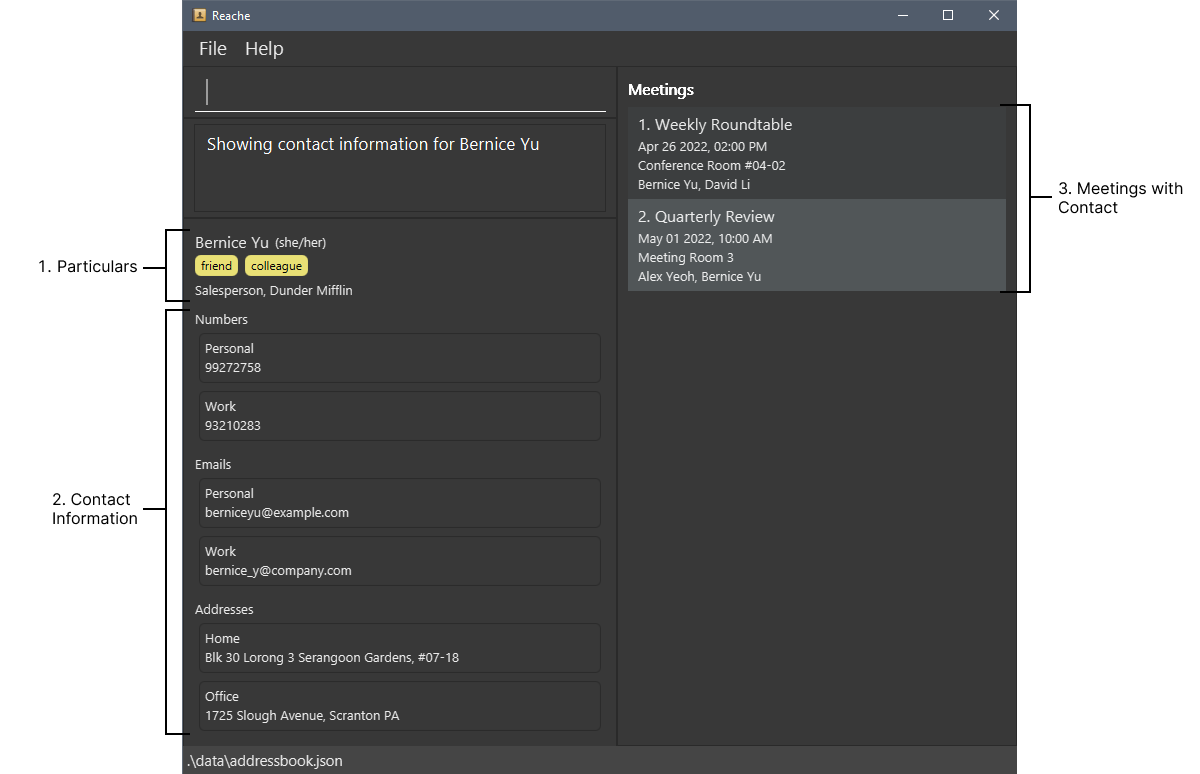 Reache
File Help
Showing contact information for Bernice Yu
1. Particulars
Bernice Yu (she/her)
friend colleague
Salesperson, Dunder Mifflin
2. Contact
Information
Numbers
Personal
99272758
Work
93210283
Emails
Personal
berniceyu@example.com
Work
bernice_y@company.com
Addresses
Home
Blk 30 Lorong 3 Serangoon Gardens, #07-18
Office
1725 Slough Avenue, Scranton PA
Meetings
1. Weekly Roundtable
Apr 26 2022, 02:00 PM
Conference Room #04-02
Bernice Yu, David Li
2. Quarterly Review
May 01 2022, 10:00 AM
Meeting Room 3
Alex Yeoh, Bernice Yu
3. Meetings with
Contact
.\data\addressbook.json